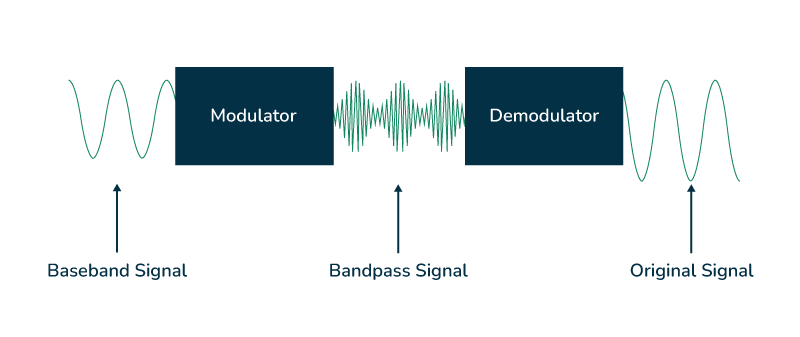 Modulator
Demodulator
Baseband Signal
Bandpass Signal
Original Signal